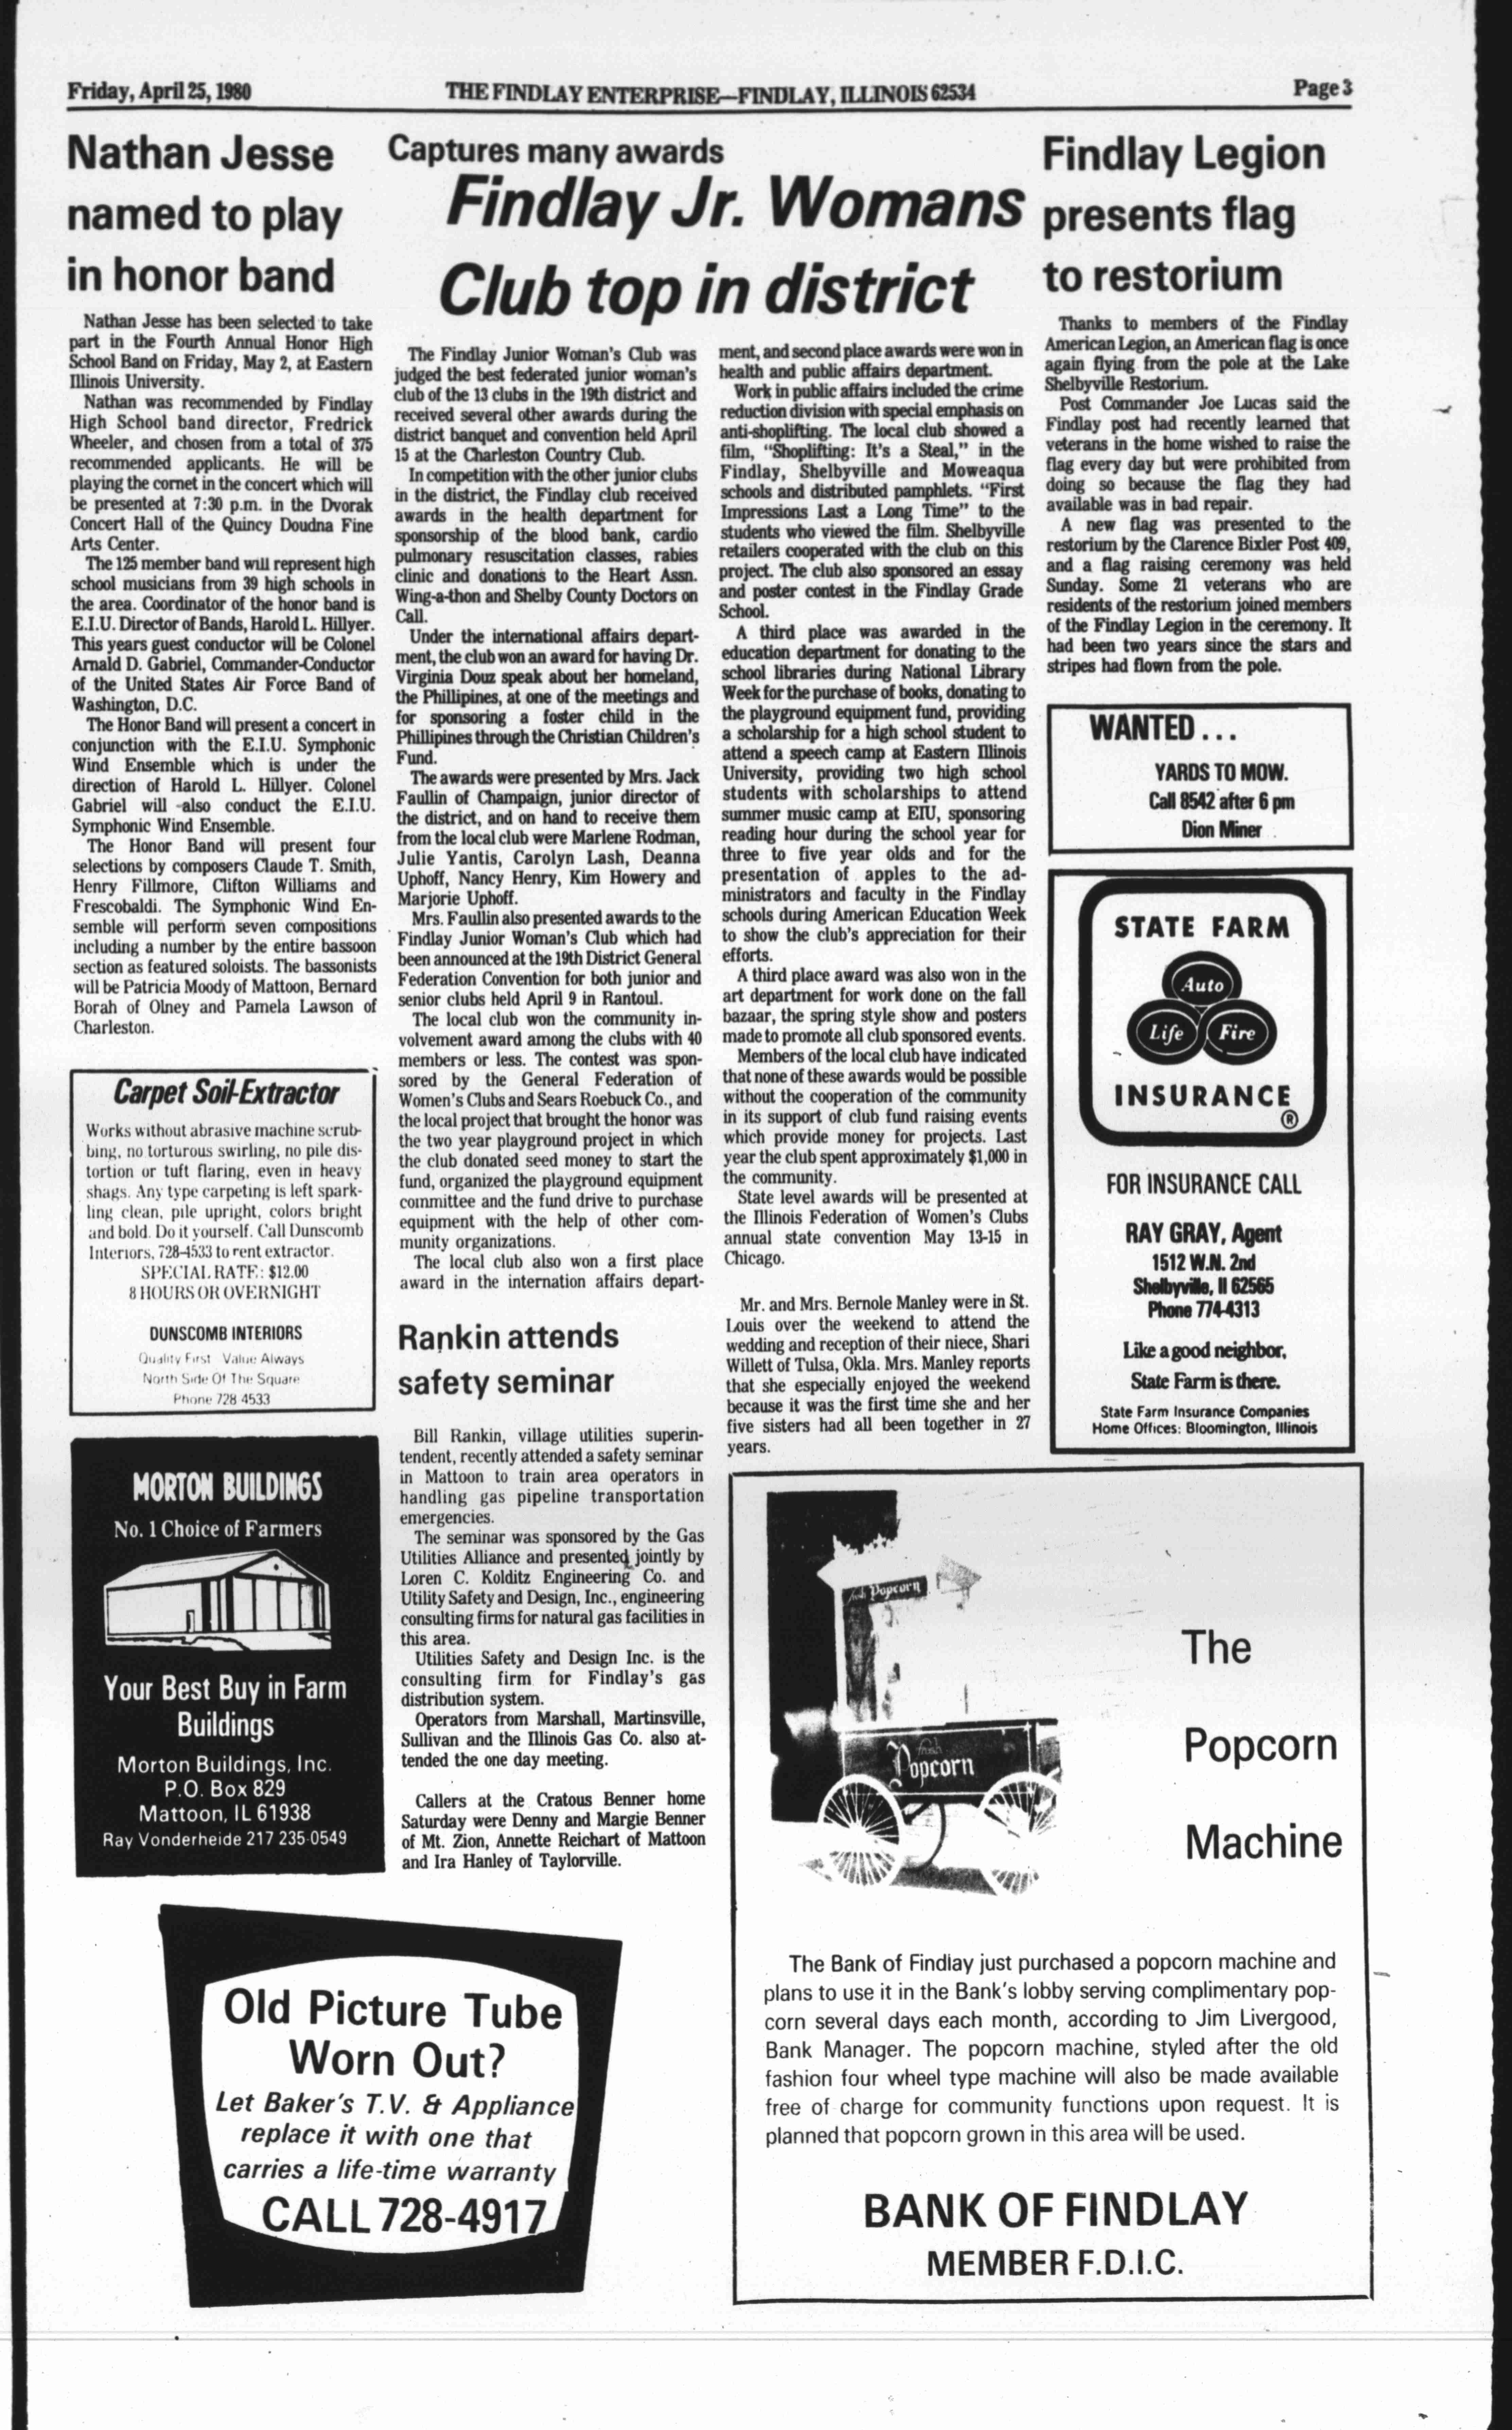 Friday, April 25, 1980
THE FINDLAY ENTERPRISE—FINDLAY, ILLINOIS 62534
Page 3
Nathan Jesse
named to play
in honor band
Nathan Jesse has been selected to take
part in the Fourth Annual Honor High
School Band on Friday, May 2, at Eastern
Illinois University.
Nathan was recommended by Findlay
High School band director, Fredrick
Wheeler, and chosen from a total of 375
recommended applicants. He will be
playing the cornet in the concert which will
be presented at 7:30 p.m. in the Dvorak
Concert Hall of the Quincy Doudna Fine
Arts Center.
The 125 member band will represent high
school musicians from 39 high schools in
the area. Coordinator of the honor band is
E.I.U. Director of Bands, Harold L. Hillyer.
This years guest conductor will be Colonel
Arnald D. Gabriel, Commander-Conductor
of the United States Air Force Band of
Washington, D.C.
The Honor Band will present a concert in
conjunction with the E.I.U. Symphonic
Wind Ensemble which is under the
direction of Harold L. Hillyer. Colonel
Gabriel will also conduct the E.I.U.
Symphonic Wind Ensemble.
The Honor Band will present four
selections by composers Claude T. Smith,
Henry Fillmore, Clifton Williams and
Frescobaldi. The Symphonic Wind En-
semble will perform seven compositions
including a number by the entire bassoon
section as featured soloists. The bassonists
will be Patricia Moody of Mattoon, Bernard
Borah of Olney and Pamela Lawson of
Charleston.
Carpet Soil-Extractor
Works without abrasive machine scrub-
bing, no torturous swirling, no pile dis-
tortion or tuft flaring, even in heavy
shags. Any type carpeting is left spark-
ling clean, pile upright, colors bright
and bold. Do it yourself. Call Dunscomb
Interiors, 728-4533 to rent extractor.
SPECIAL RATE: $12.00
8 HOURS OR OVERNIGHT
DUNSCOMB INTERIORS
Quality First Value Always
North Side Of The Square
Phone 728 4533
MORTON BUILDINGS
No. 1 Choice of Farmers
Your Best Buy in Farm
Buildings
Morton Buildings, Inc.
P.O. Box 829
Mattoon, IL 61938
Ray Vonderheide 217 235-0549
Captures many awards
Findlay Jr. Womans
Club top in district
The Findlay Junior Woman's Club was
judged the best federated junior woman's
club of the 13 clubs in the 19th district and
received several other awards during the
district banquet and convention held April
15 at the Charleston Country Club.
In competition with the other junior clubs
in the district, the Findlay club received
awards in the health department for
sponsorship of the blood bank, cardio
pulmonary resuscitation classes, rabies
clinic and donations to the Heart Assn.
Wing-a-thon and Shelby County Doctors on
Call.
Under the international affairs depart-
ment, the club won an award for having Dr.
Virginia Douz speak about her homeland,
the Phillipines, at one of the meetings and
for sponsoring a foster child in the
Phillipines through the Christian Children's
Fund.
The awards were presented by Mrs. Jack
Faullin of Champaign, junior director of
the district, and on hand to receive them
from the local club were Marlene Rodman,
Julie Yantis, Carolyn Lash, Deanna
Uphoff, Nancy Henry, Kim Howery and
Marjorie Uphoff.
Mrs. Faullin also presented awards to the
Findlay Junior Woman's Club which had
been announced at the 19th District General
Federation Convention for both junior and
senior clubs held April 9 in Rantoul.
The local club won the community in-
volvement award among the clubs with 40
members or less. The contest was spon-
sored by the General Federation of
Women's Clubs and Sears Roebuck Co., and
the local project that brought the honor was
the two year playground project in which
the club donated seed money to start the
fund, organized the playground equipment
committee and the fund drive to purchase
equipment with the help of other com-
munity organizations.
The local club also won a first place
award in the internation affairs depart-
ment, and second place awards were won in
health and public affairs department.
Work in public affairs included the crime
reduction division with special emphasis on
anti-shoplifting. The local club showed a
film, "Shoplifting: It's a Steal," in the
Findlay, Shelbyville and Moweaqua
schools and distributed pamphlets. "First
Impressions Last a Long Time" to the
students who viewed the film. Shelbyville
retailers cooperated with the club on this
project. The club also sponsored an essay
and poster contest in the Findlay Grade
School.
A third place was awarded in the
education department for donating to the
school libraries during National Library
Week for the purchase of books, donating to
the playground equipment fund, providing
a scholarship for a high school student to
attend a speech camp at Eastern Illinois
University, providing two high school
students with scholarships to attend
summer music camp at EIU, sponsoring
reading hour during the school year for
three to five year olds and for the
presentation of apples to the ad-
ministrators and faculty in the Findlay
schools during American Education Week
to show the club's appreciation for their
efforts.
A third place award was also won in the
art department for work done on the fall
bazaar, the spring style show and posters
made to promote all club sponsored events.
Members of the local club have indicated
that none of these awards would be possible
without the cooperation of the community
in its support of club fund raising events
which provide money for projects. Last
year the club spent approximately $1,000 in
the community.
State level awards will be presented at
the Illinois Federation of Women's Clubs
annual state convention May 13-15 in
Chicago.
Rankin attends
safety seminar
Bill Rankin, village utilities superin-
tendent, recently attended a safety seminar
in Mattoon to train area operators in
handling gas pipeline transportation
emergencies.
The seminar was sponsored by the Gas
Utilities Alliance and presented jointly by
Loren C. Kolditz Engineering Co. and
Utility Safety and Design, Inc., engineering
consulting firms for natural gas facilities in
this area.
Utilities Safety and Design Inc. is the
consulting firm for Findlay's gas
distribution system.
Operators from Marshall, Martinsville,
Sullivan and the Illinois Gas Co. also at-
tended the one day meeting.
Callers at the Cratous Benner home
Saturday were Denny and Margie Benner
of Mt. Zion, Annette Reichart of Mattoon
and Ira Hanley of Taylorville.
Mr. and Mrs. Bernole Manley were in St.
Louis over the weekend to attend the
wedding and reception of their niece, Shari
Willett of Tulsa, Okla. Mrs. Manley reports
that she especially enjoyed the weekend
because it was the first time she and her
five sisters had all been together in 27
years.
Findlay Legion
presents flag
to restorium
Thanks to members of the Findlay
American Legion, an American flag is once
again flying from the pole at the Lake
Shelbyville Restorium.
Post Commander Joe Lucas said the
Findlay post had recently learned that
veterans in the home wished to raise the
flag every day but were prohibited from
doing so because the flag they had
available was in bad repair.
A new flag was presented to the
restorium by the Clarence Bixler Post 409,
and a flag raising ceremony was held
Sunday. Some 21 veterans who are
residents of the restorium joined members
of the Findlay Legion in the ceremony. It
had been two years since the stars and
stripes had flown from the pole.
WANTED . . .
YARDS TO MOW.
Call 8542 after 6 pm
Dion Miner
STATE FARM
Auto
Life Fire
INSURANCE
®
FOR INSURANCE CALL
RAY GRAY, Agent
1512 W.N. 2nd
Shelbyville, Il 62565
Phone 774-4313
Like a good neighbor,
State Farm is there.
State Farm Insurance Companies
Home Offices: Bloomington, Illinois
Old Picture Tube
Worn Out?
Let Baker's T.V. & Appliance
replace it with one that
carries a life-time warranty
CALL 728-4917
Popcorn
fresh
Popcorn
The
Popcorn
Machine
The Bank of Findlay just purchased a popcorn machine and
plans to use it in the Bank's lobby serving complimentary pop-
corn several days each month, according to Jim Livergood,
Bank Manager. The popcorn machine, styled after the old
fashion four wheel type machine will also be made available
free of charge for community functions upon request. It is
planned that popcorn grown in this area will be used.
BANK OF FINDLAY
MEMBER F.D.I.C.